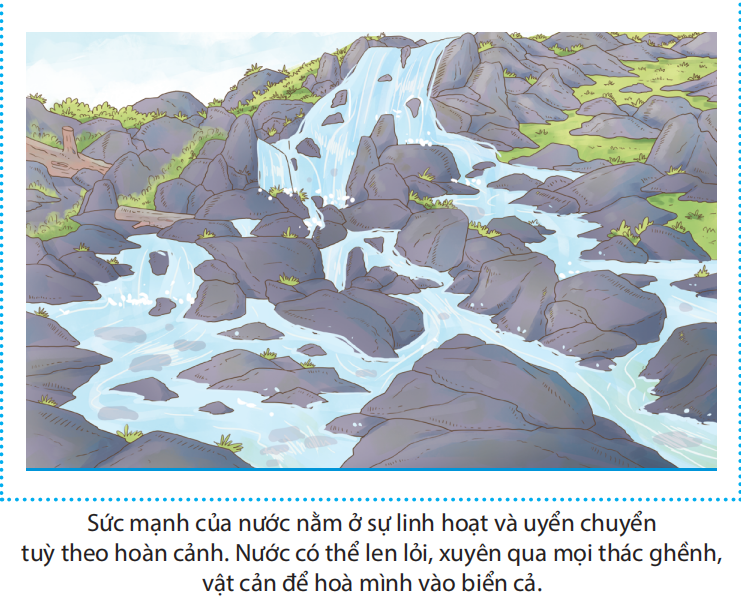 Sức mạnh của nước nằm ở sự linh hoạt và uyển chuyển
tuỳ theo hoàn cảnh. Nước có thể len lỏi, xuyên qua mọi thác ghềnh,
vật cản để hoà mình vào biển cả.